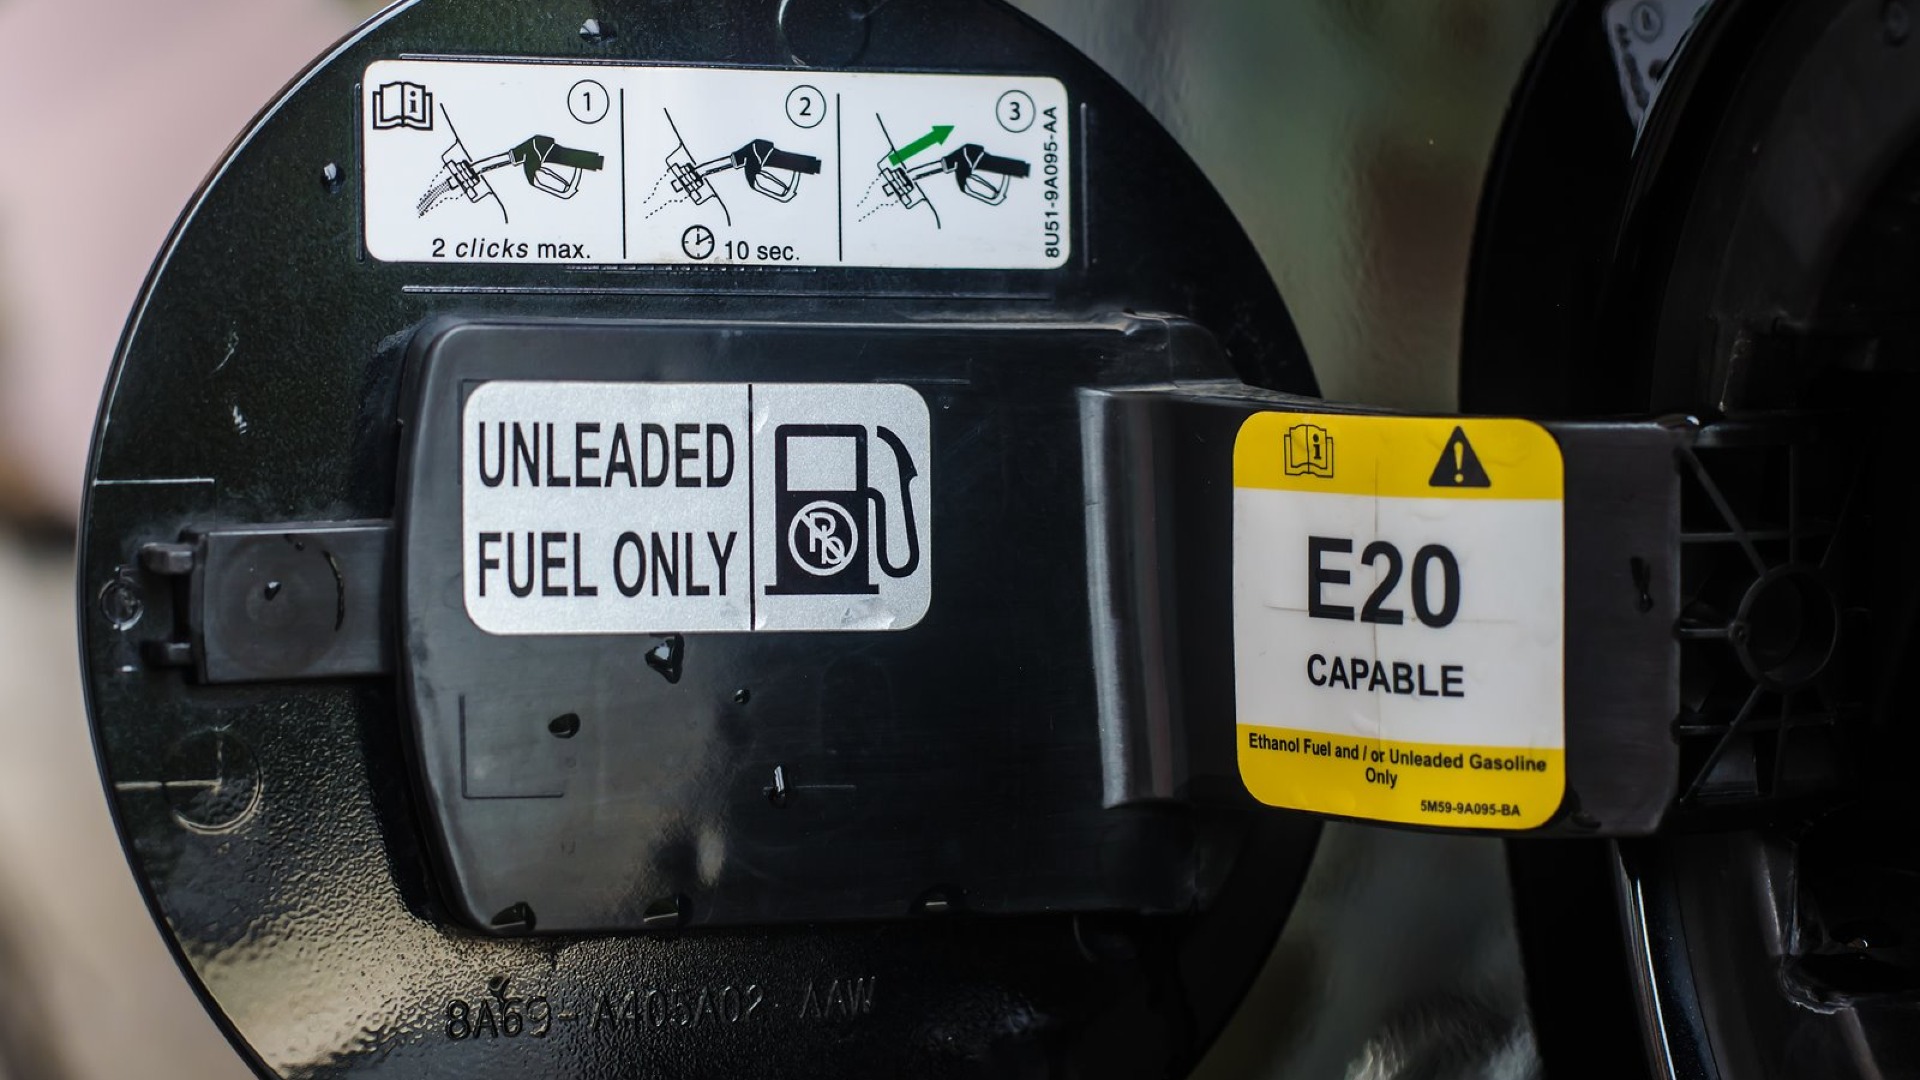 1
2
3
2 clicks max.
10 sec.
8U51-9A095-AA
UNLEADED
FUEL ONLY
Pb
E20
CAPABLE
Ethanol Fuel and / or Unleaded Gasoline
Only
5M59-9A095-BA
8A69-A405A02-AAW